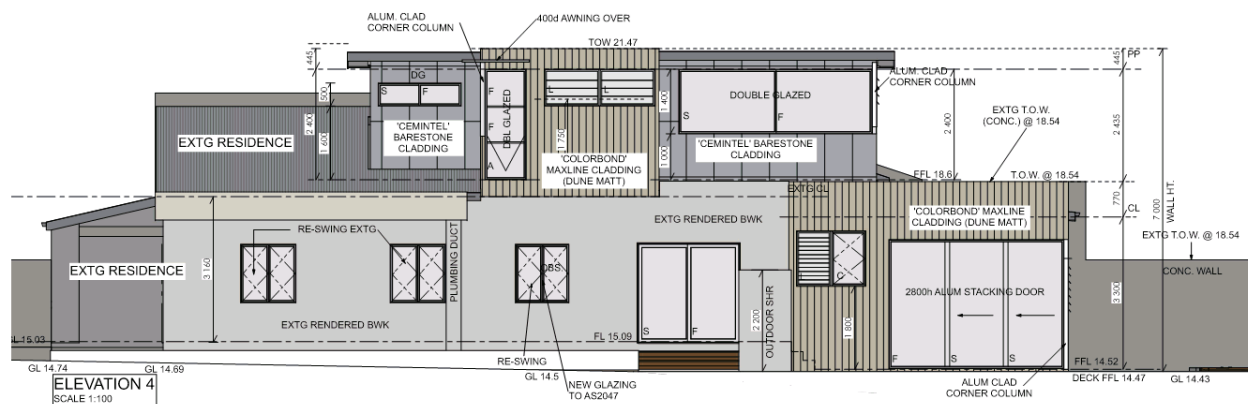 ALUM. CLAD
CORNER COLUMN
400d AWNING OVER
TOW 21.47
445
445
PP
DG
S
F
500
2 400
1 600
EXTG RESIDENCE
'CEMINTEL'
BARESTONE
CLADDING
F
F
A
DBL GLAZED
L
L
1 750
'COLORBOND'
MAXLINE CLADDING
(DUNE MATT)
DOUBLE GLAZED
S
F
1 400
1 000
'CEMINTEL' BARESTONE
CLADDING
ALUM. CLAD
CORNER COLUMN
2 400
2 435
EXTG T.O.W.
(CONC.) @ 18.54
FFL 18.6
T.O.W. @ 18.54
770
7 000
WALL HT.
CL
EXTG CL
EXTG RENDERED BWK
'COLORBOND' MAXLINE
CLADDING (DUNE MATT)
EXTG T.O.W. @ 18.54
CONC. WALL
RE-SWING EXTG
EXTG RESIDENCE
3 160
PLUMBING DUCT
OBS
2 200
OUTDOOR SHR
L
C
1 800
2800h ALUM STACKING DOOR
3 300
EXTG RENDERED BWK
S
F
FL 15.09
F
S
S
GL 15.03
GL 14.74
GL 14.69
RE-SWING
GL 14.5
NEW GLAZING
TO AS2047
FFL 14.52
DECK FFL 14.47
GL 14.43
ALUM CLAD
CORNER COLUMN
ELEVATION 4
SCALE 1:100